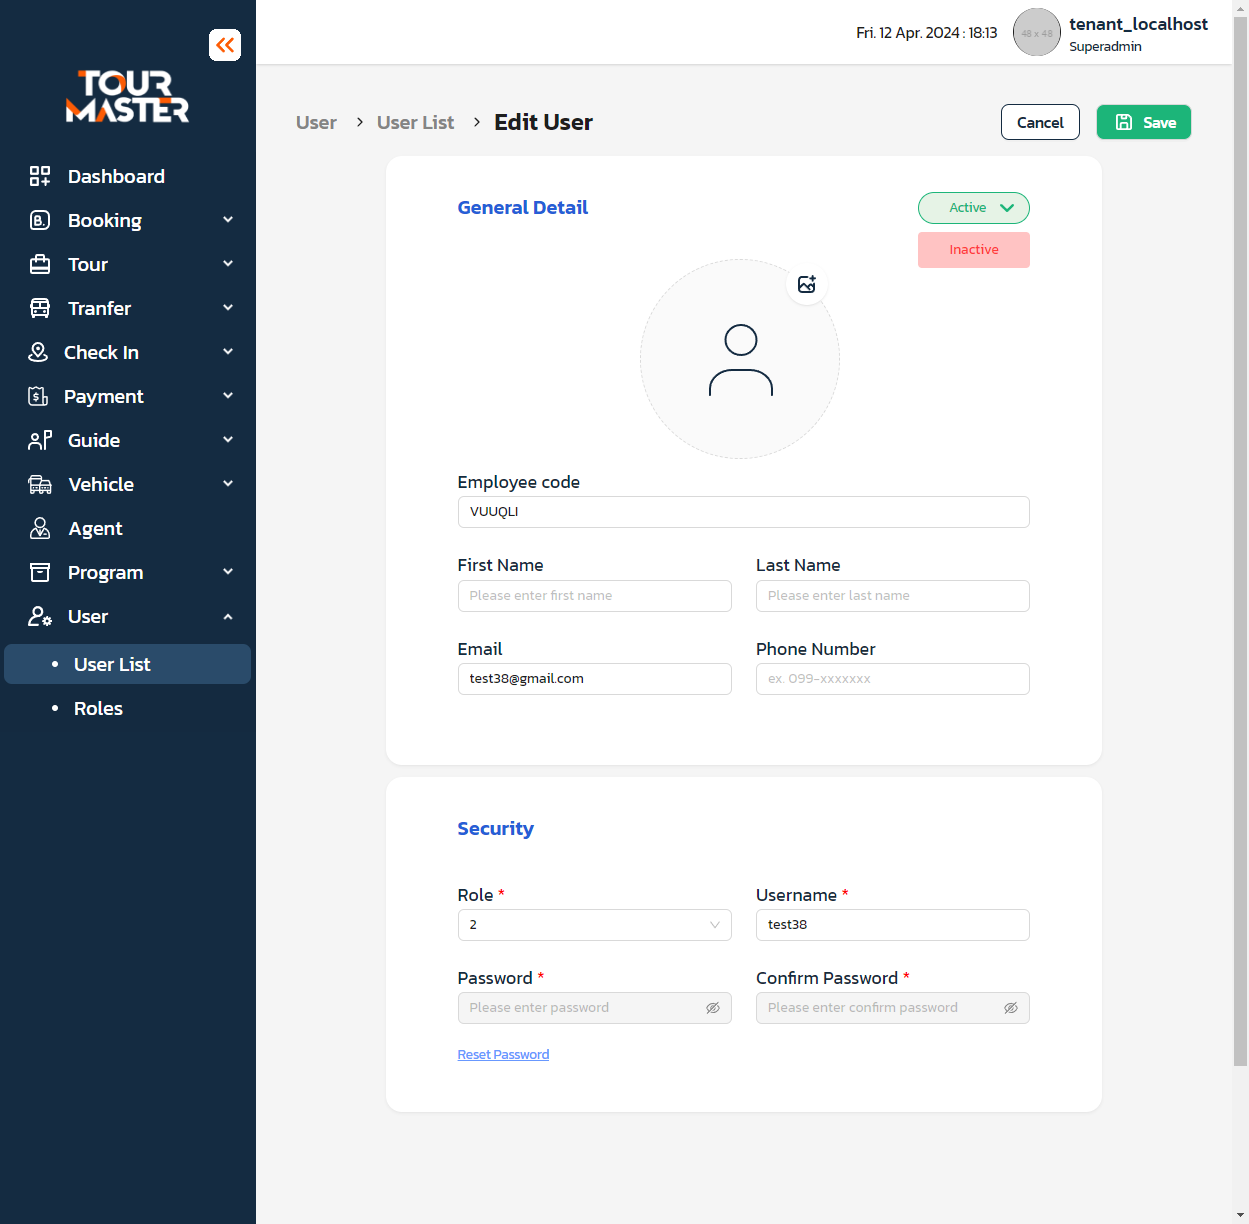 Fri. 12 Apr. 2024 : 18:13
48 x 48
tenant_localhost
Superadmin
TOUR
MASTER
Dashboard
Booking
Tour
Tranfer
Check In
Payment
Guide
Vehicle
Agent
Program
User
User List
Roles
User > User List > Edit User
Cancel
Save
General Detail
Active
Inactive
Employee code
VUUQLI
First Name
Last Name
Please enter first name
Please enter last name
Email
Phone Number
test38@gmail.com
ex. 099-xxxxxxx
Security
Role *
Username *
2
test38
Password *
Confirm Password *
Please enter password
Please enter confirm password
Reset Password